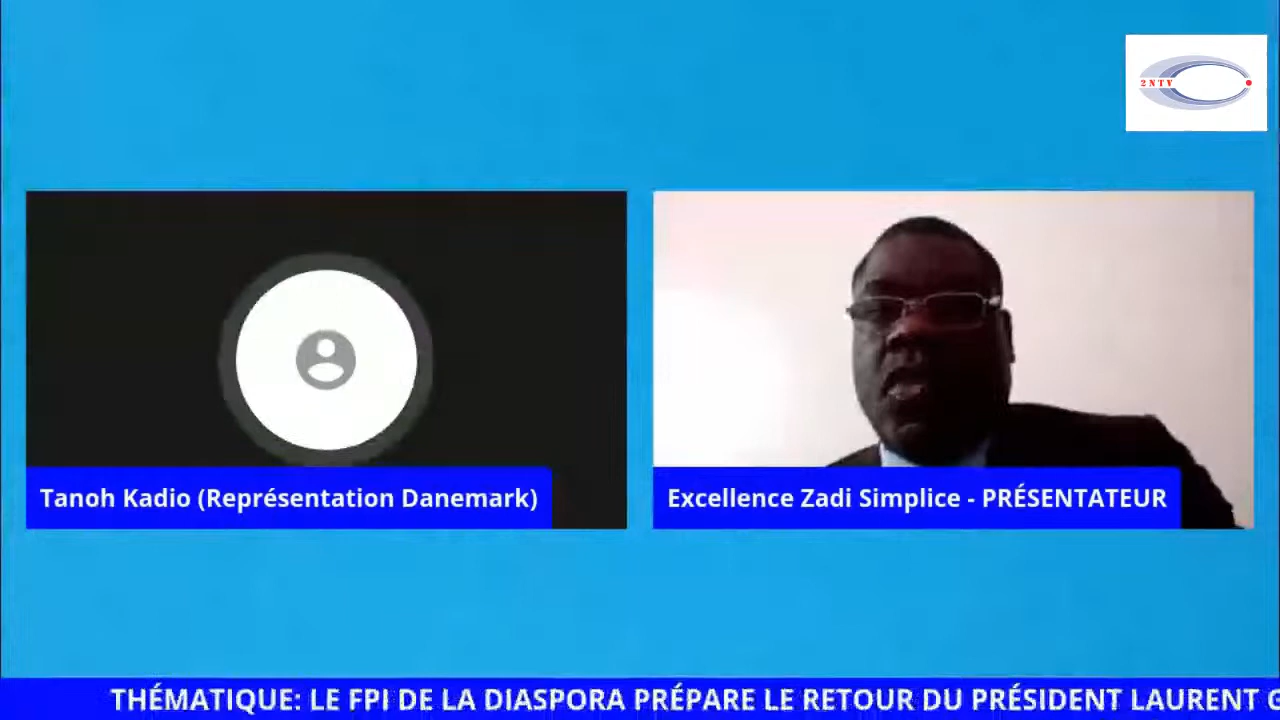 2NTV
Tanoh Kadio (Représentation Danemark)
Excellence Zadi Simplice - PRÉSENTATEUR
THÉMATIQUE: LE FPI DE LA DIASPORA PRÉPARE LE RETOUR DU PRÉSIDENT LAURENT G